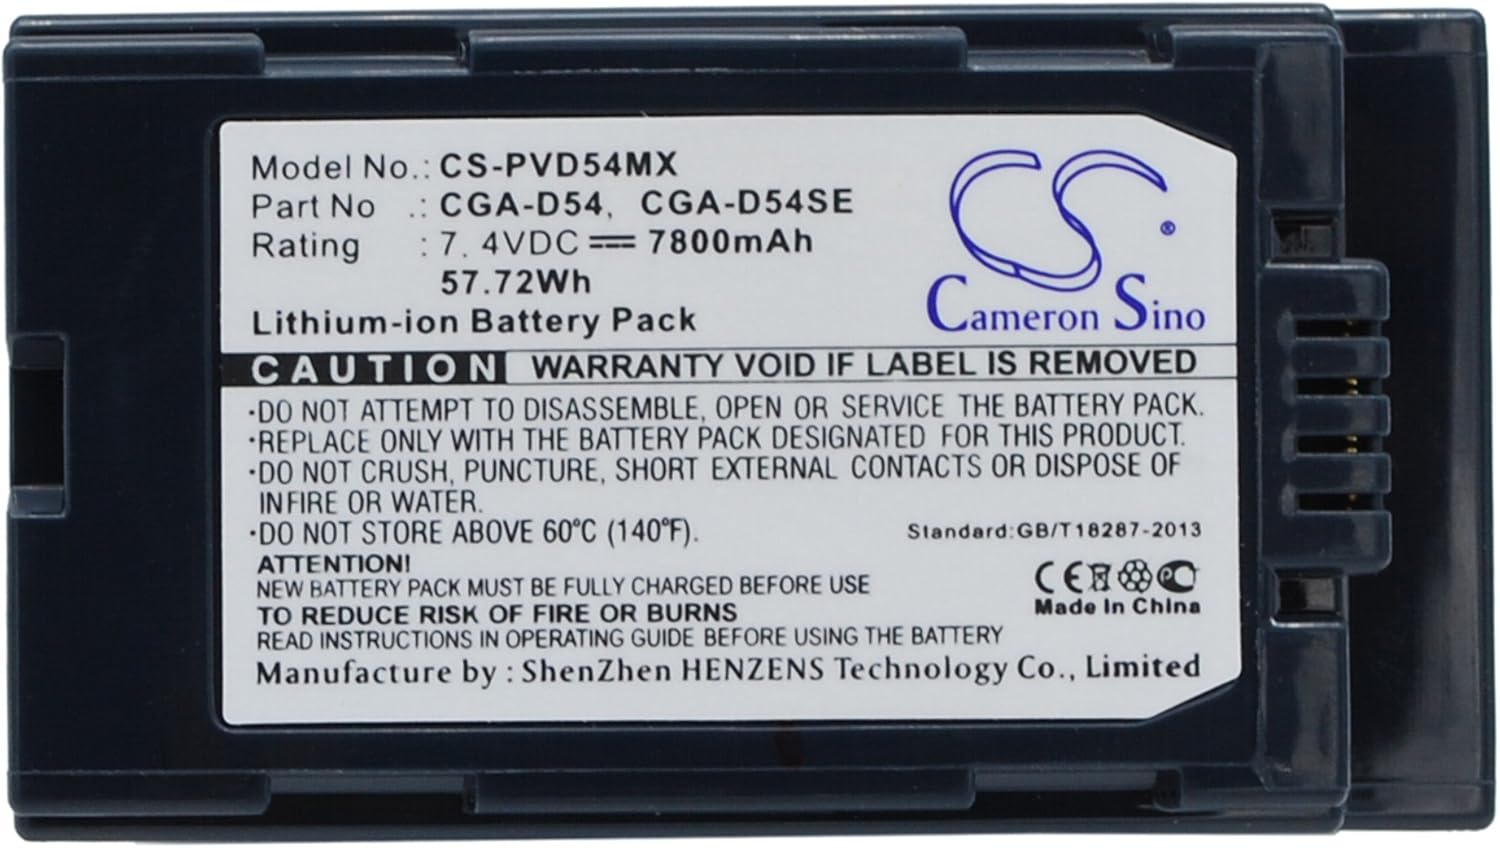 Model No.: CS-PVD54MX
Part No .: CGA-D54, CGA-D54SE
Rating : 7.4VDC 7800mAh
57.72Wh
Lithium-ion Battery Pack
CS ®
Cameron Sino
CAUTION WARRANTY VOID IF LABEL IS REMOVED
·DO NOT ATTEMPT TO DISASSEMBLE, OPEN OR SERVICE THE BATTERY PACK.
·REPLACE ONLY WITH THE BATTERY PACK DESIGNATED FOR THIS PRODUCT.
·DO NOT CRUSH, PUNCTURE, SHORT EXTERNAL CONTACTS OR DISPOSE OF
IN FIRE OR WATER.
·DO NOT STORE ABOVE 60℃ (140℉).
Standard:GB/T18287-2013
ATTENTION!
NEW BATTERY PACK MUST BE FULLY CHARGED BEFORE USE
TO REDUCE RISK OF FIRE OR BURNS
READ INSTRUCTIONS IN OPERATING GUIDE BEFORE USING THE BATTERY
CE
Made In China
Manufacture by : ShenZhen HENZENS Technology Co., Limited